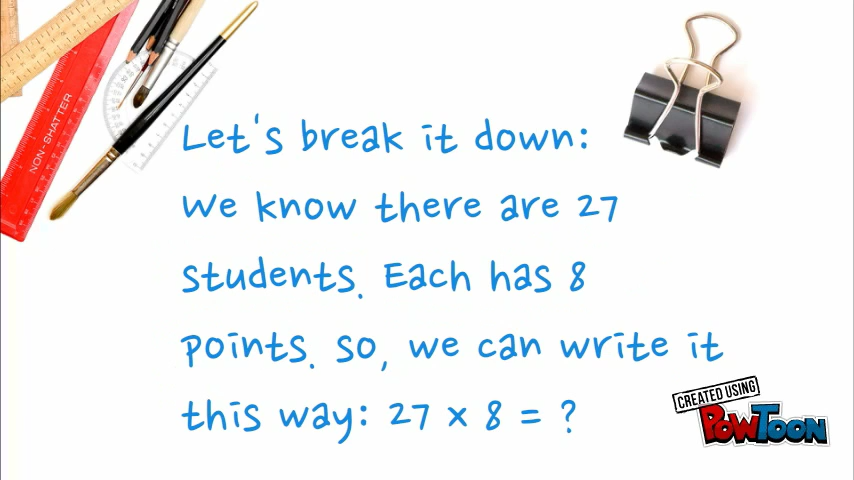 NON-SHATTER
Let's break it down:
We know there are 27
students. Each has 8
points. So, we can write it
this way: 27 x 8 = ?
CREATED USING
POWTOON